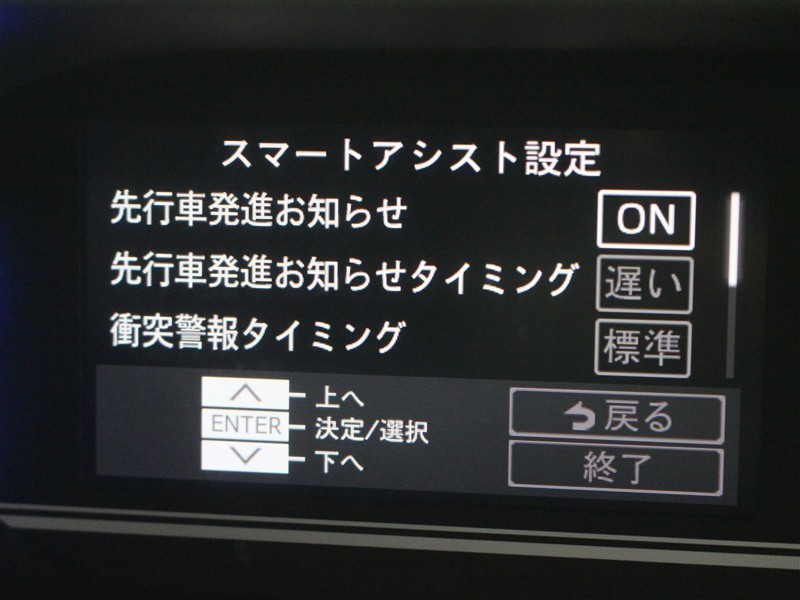 スマートアシスト設定
先行車発進お知らせ ON
先行車発進お知らせタイミング 遅い
衝突警報タイミング 標準
上へ
ENTER 決定/選択
下へ
戻る
終了